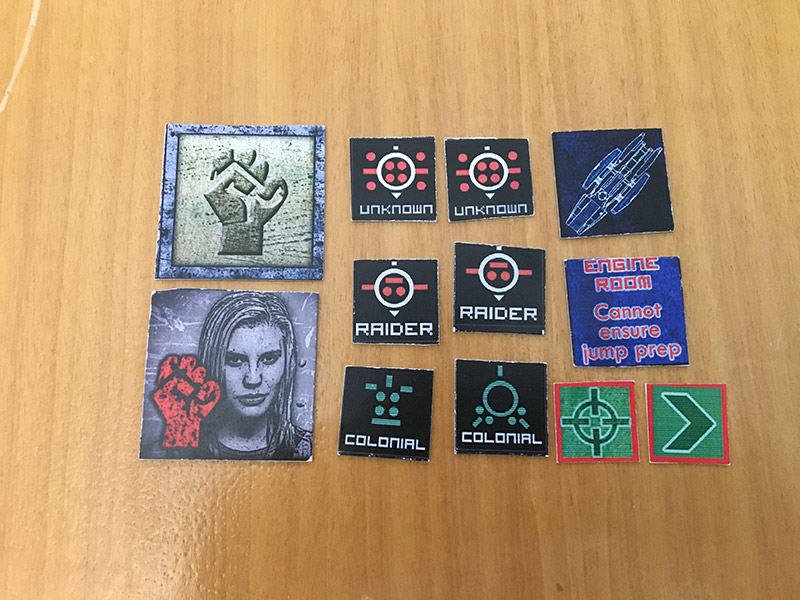 UNKNOWN
UNKNOWN
RAIDER
RAIDER
ENGINE
ROOM
Cannot
ensure
jump prep
COLONIAL
COLONIAL